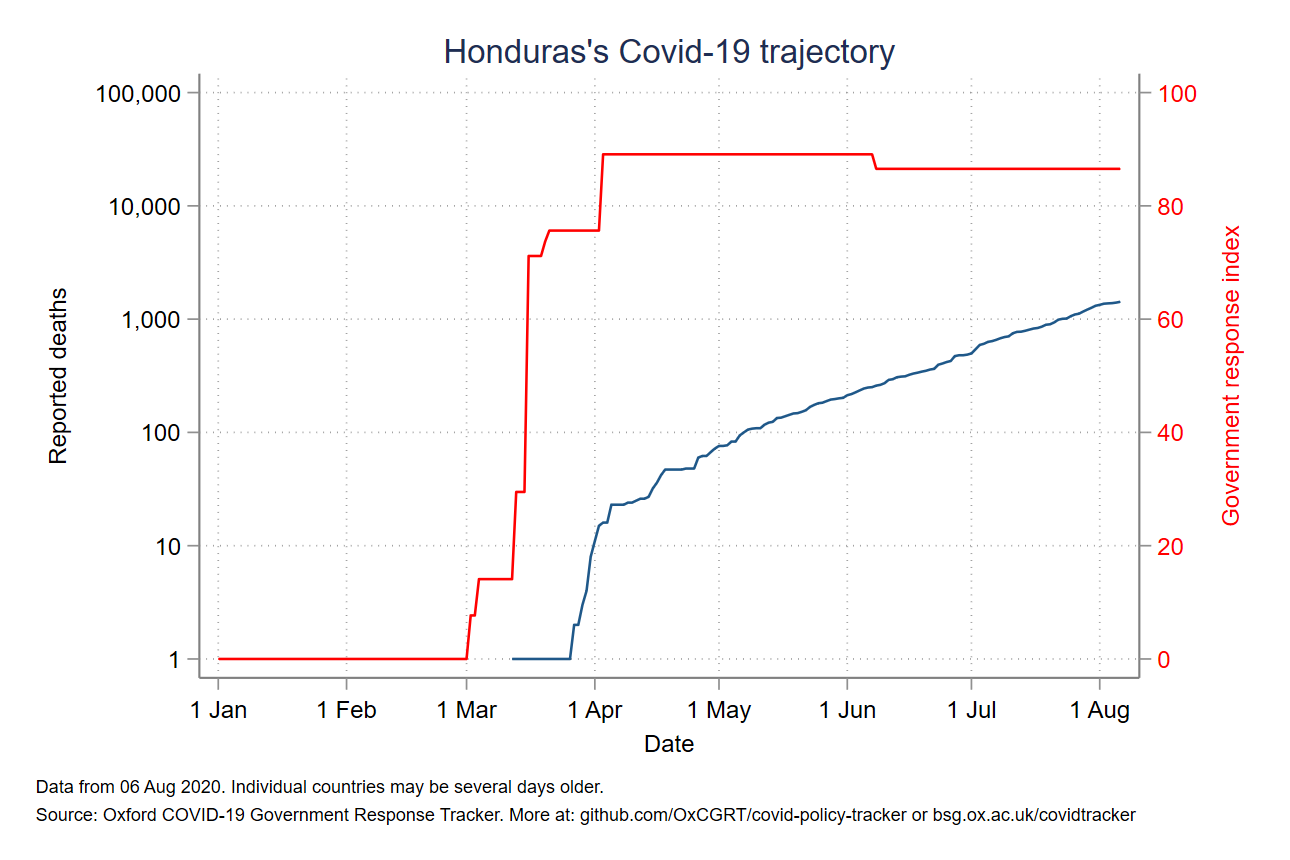 Honduras's Covid-19 trajectory
100,000
10,000
1,000
100
10
1
Reported deaths
100
80
60
40
20
0
Government response index
1 Jan
1 Feb
1 Mar
1 Apr
1 May
1 Jun
1 Jul
1 Aug
Date
Data from 06 Aug 2020. Individual countries may be several days older.
Source: Oxford COVID-19 Government Response Tracker. More at: github.com/OxCGRT/covid-policy-tracker or bsg.ox.ac.uk/covidtracker